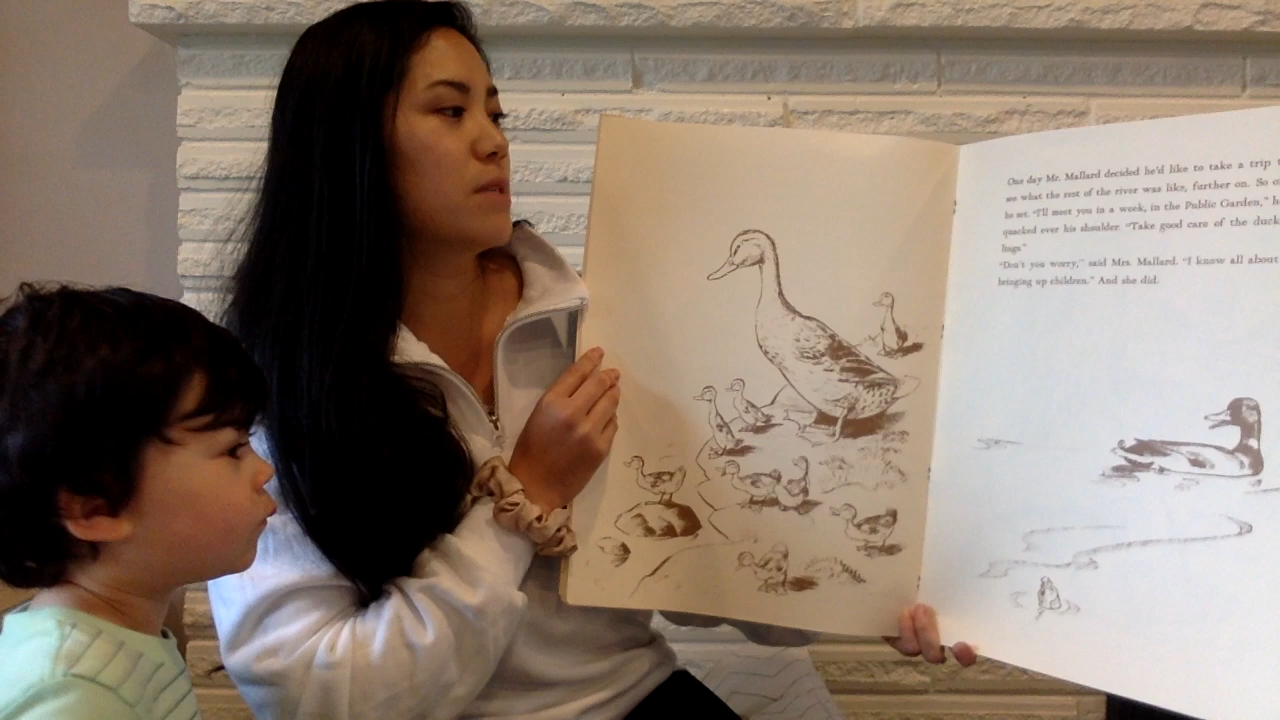 One day Mr. Mallard decided he'd like to take a trip
see what the rest of the river was like, further on. So
he set. "I'll meet you in a week, in the Public Garden,"
quacked over his shoulder. "Take good care of the duck
lings."
"Don't you worry," said Mrs. Mallard. "I know all about
bringing up children." And she did.